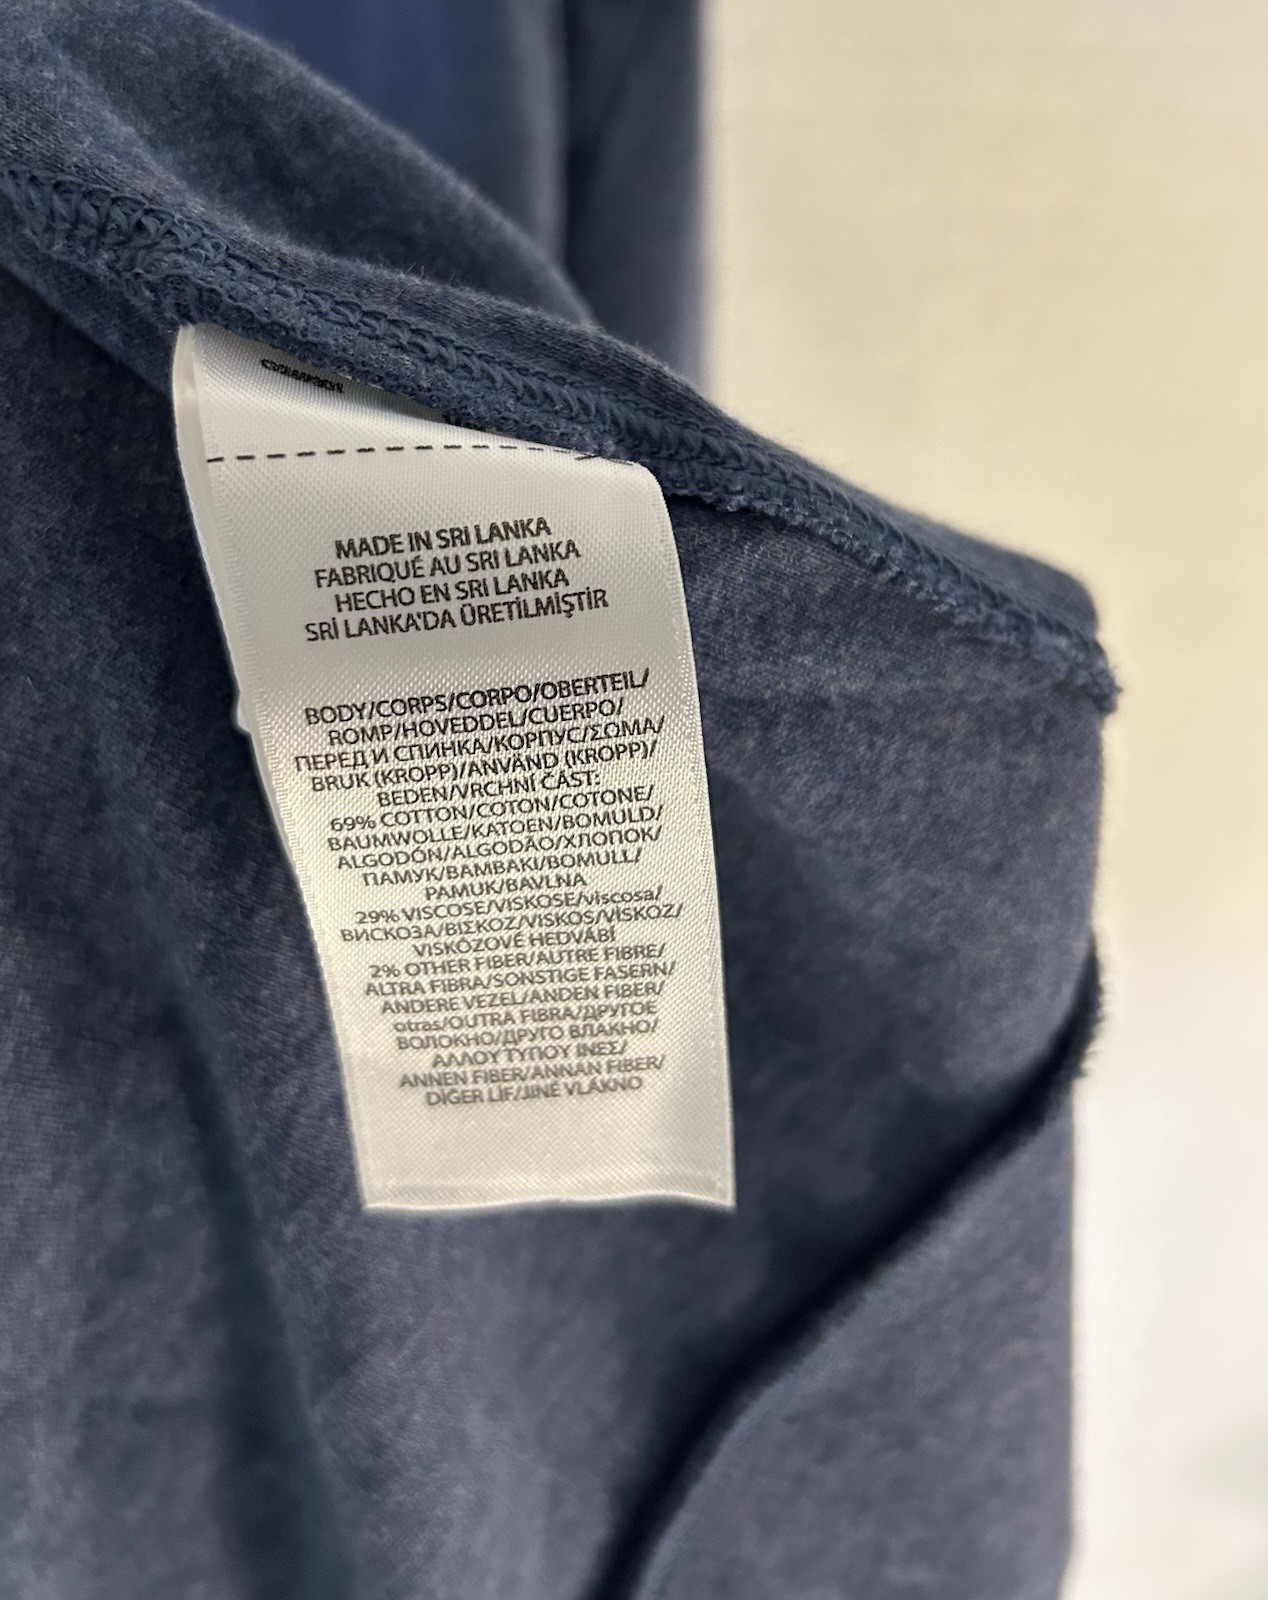 MADE IN SRİ LANKA
FABRIQUÉ AU SRI LANKA
HECHO EN SRI LANKA
SRİ LANKA'DA ÜRETİLMİŞTİR
BODY/CORPS/CORPO/OBERTEIL/
ROMP/HOVEDDEL/CUERPO/
ПЕРЕД И СПИНКА/КОРПУС/ΣΩΜΑ/
BRUK (KROPP)/ANVÄND (KROPP)/
BEDEN/VRCHNÍ ČÁST:
69% COTTON/COTON/COTONE/
BAUMWOLLE/KATOEN/BOMULD/
ALGODÓN/ALGODÃO/ХЛОПОК/
ПАМУК/ΒΑΜΒΑΚΙ/BOMULL/
PAMUK/BAVLNA
29% VISCOSE/VISKOSE/viscosa/
ВИСКОЗА/ΒΙΣΚΟΖ/VISKOS/VİSKOZ/
VISKÓZOVÉ HEDVÁBÍ
2% OTHER FIBER/AUTRE FIBRE/
ALTRA FIBRA/SONSTIGE FASERN/
ANDERE VEZEL/ANDEN FIBER/
otras/OUTRA FIBRA/ДРУГОЕ
ВОЛОКНО/ДРУГО ВЛАКНО/
ΑΛΛΟΥ ΤΥΠΟΥ ΙΝΕΣ/
ANNEN FIBER/ANNAN FIBER/
DİĞER LİF/JINÉ VLÁKNO